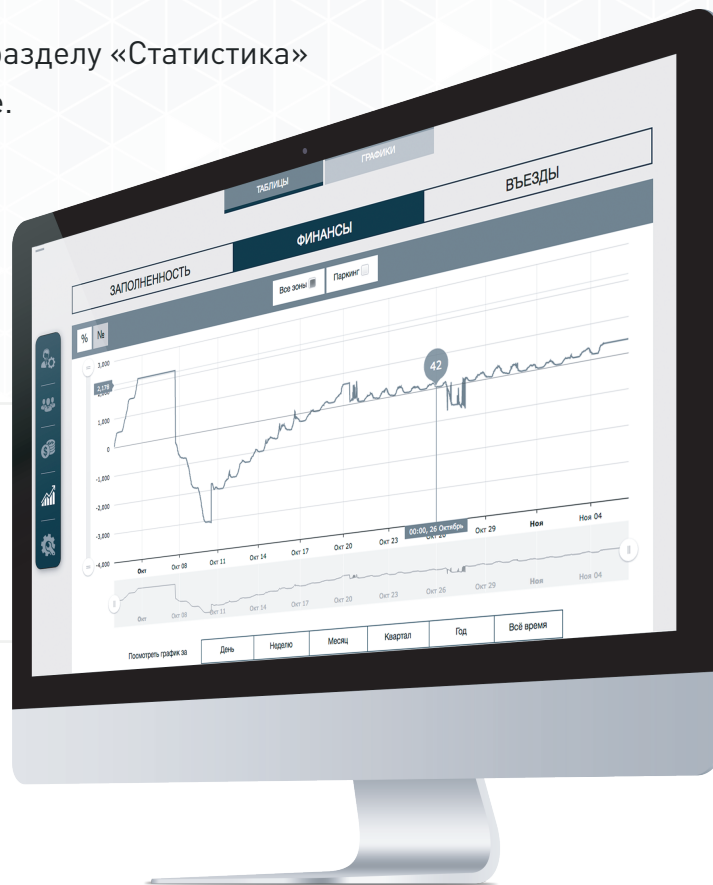 разделу «Статистика»
е.
ТАБЛИЦЫ
ГРАФИКИ
ЗАПОЛНЕННОСТЬ
ФИНАНСЫ
ВЪЕЗДЫ
Все зоны
Паркинг
%
№
3,000
2,178
1,000
0
-1,000
-2,000
-3,000
-4,000
42
00:00, 26 Октябрь
Окт
Окт 08
Окт 11
Окт 14
Окт 17
Окт 20
Окт 23
Окт 29
Ноя
Ноя 04
Окт
Окт 08
Окт 11
Окт 14
Окт 17
Окт 20
Окт 23
Окт 26
Окт 29
Ноя
Ноя 04
Посмотреть график за
День
Неделю
Месяц
Квартал
Год
Всё время